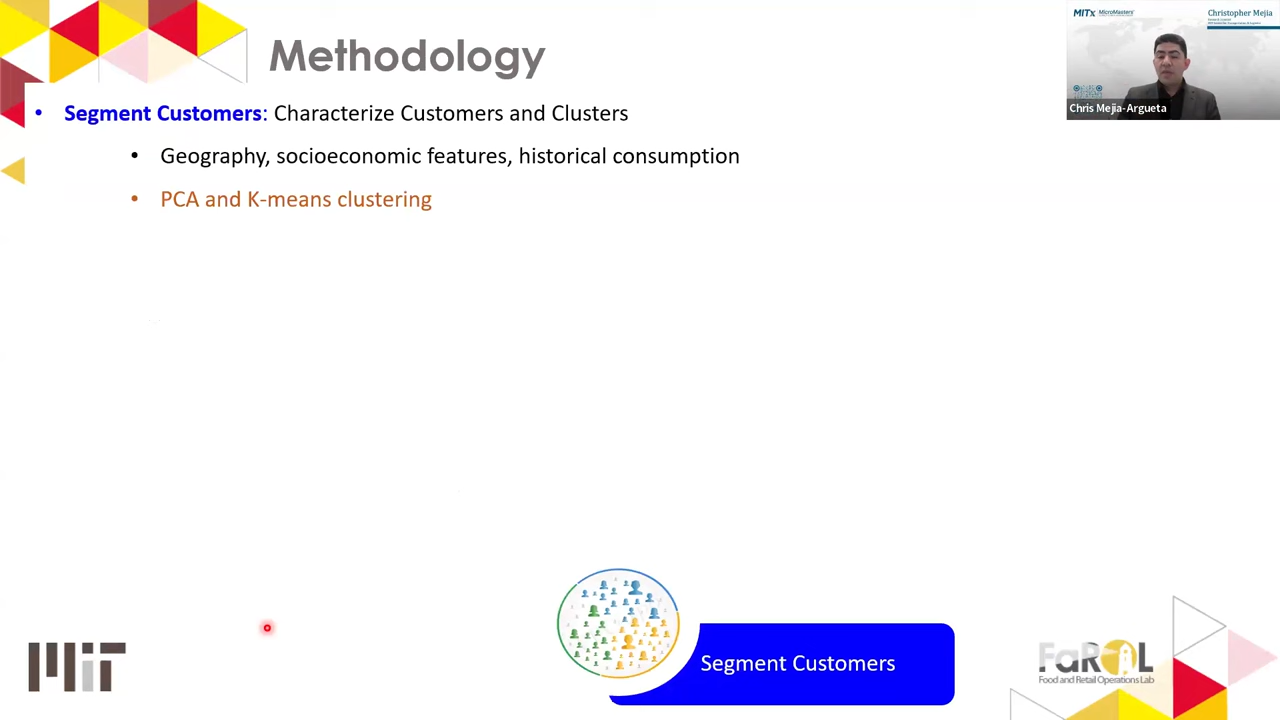 Methodology
MITx MicroMasters
Christopher Mejia
Chris Mejia-Argueta
• Segment Customers: Characterize Customers and Clusters
• Geography, socioeconomic features, historical consumption
• PCA and K-means clustering
Segment Customers
MIT
FaROL
Food and Retail Operations Lab